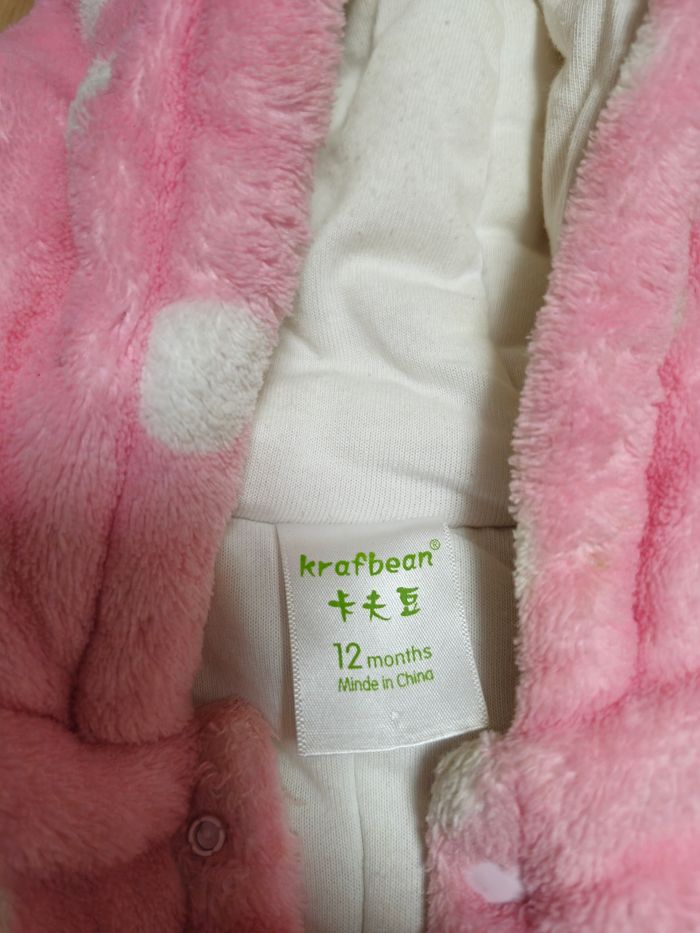 krafbean®
卡夫豆
12 months
Minde in China